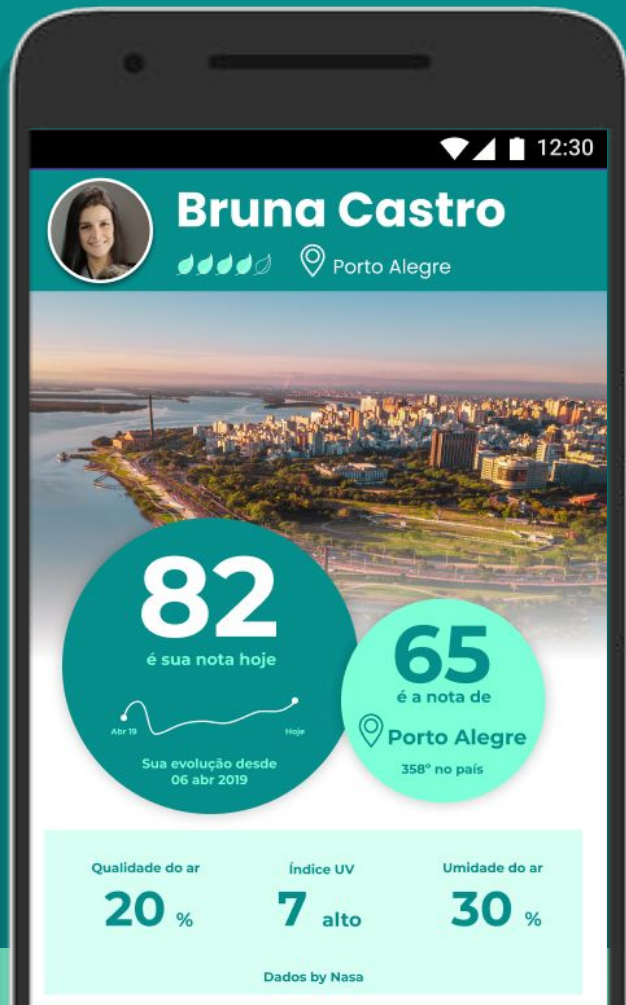 12:30
Bruna Castro
Porto Alegre
82
é sua nota hoje
Abr 19
Hoje
Sua evolução desde
06 abr 2019
65
é a nota de
Porto Alegre
358º no país
Qualidade do ar
Índice UV
Umidade do ar
20 %
7 alto
30 %
Dados by Nasa